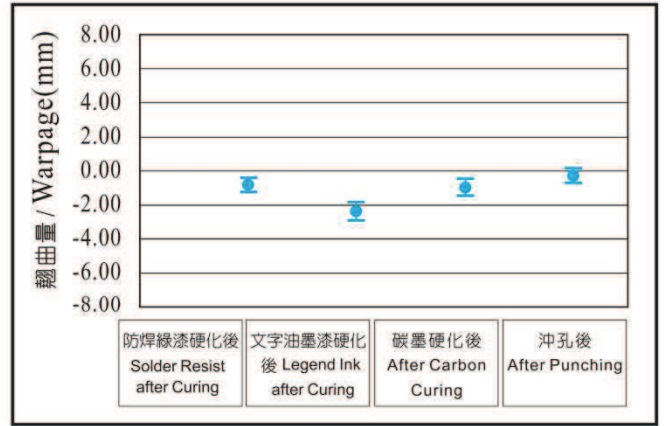 翹曲量 / Warpage(mm)
8.00
6.00
4.00
2.00
0.00
-2.00
-4.00
-6.00
-8.00
防焊綠漆硬化後
Solder Resist
after Curing
文字油墨漆硬化
後 Legend Ink
after Curing
碳墨硬化後
After Carbon
Curing
沖孔後
After Punching